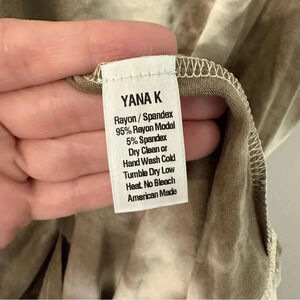 YANA K
Rayon / Spandex
95% Rayon Modal
5% Spandex
Dry Clean or
Hand Wash Cold
Tumble Dry Low
Heat. No Bleach
American Made